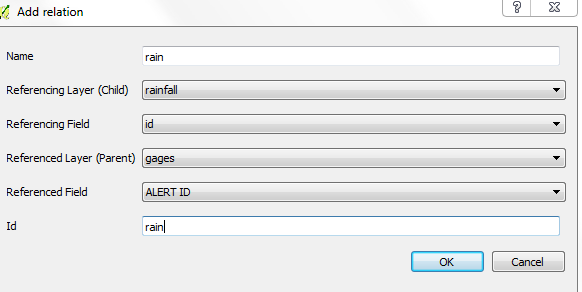 Add relation
Name rain
Referencing Layer (Child) rainfall
Referencing Field id
Referenced Layer (Parent) gages
Referenced Field ALERT ID
Id rain
OK Cancel